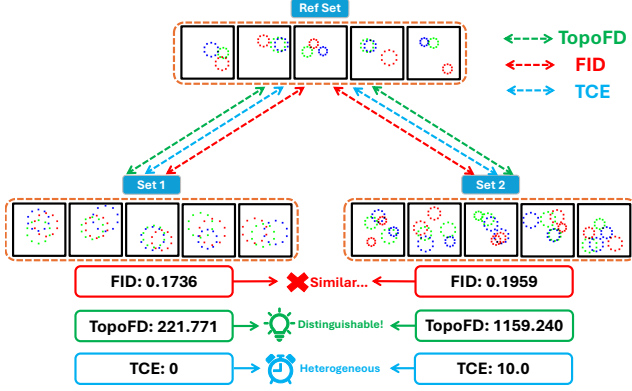 Ref Set
TopoFD
FID
TCE
Set 1
Set 2
FID: 0.1736
Similar...
FID: 0.1959
TopoFD: 221.771
Distinguishable!
TopoFD: 1159.240
TCE: 0
Heterogeneous
TCE: 10.0